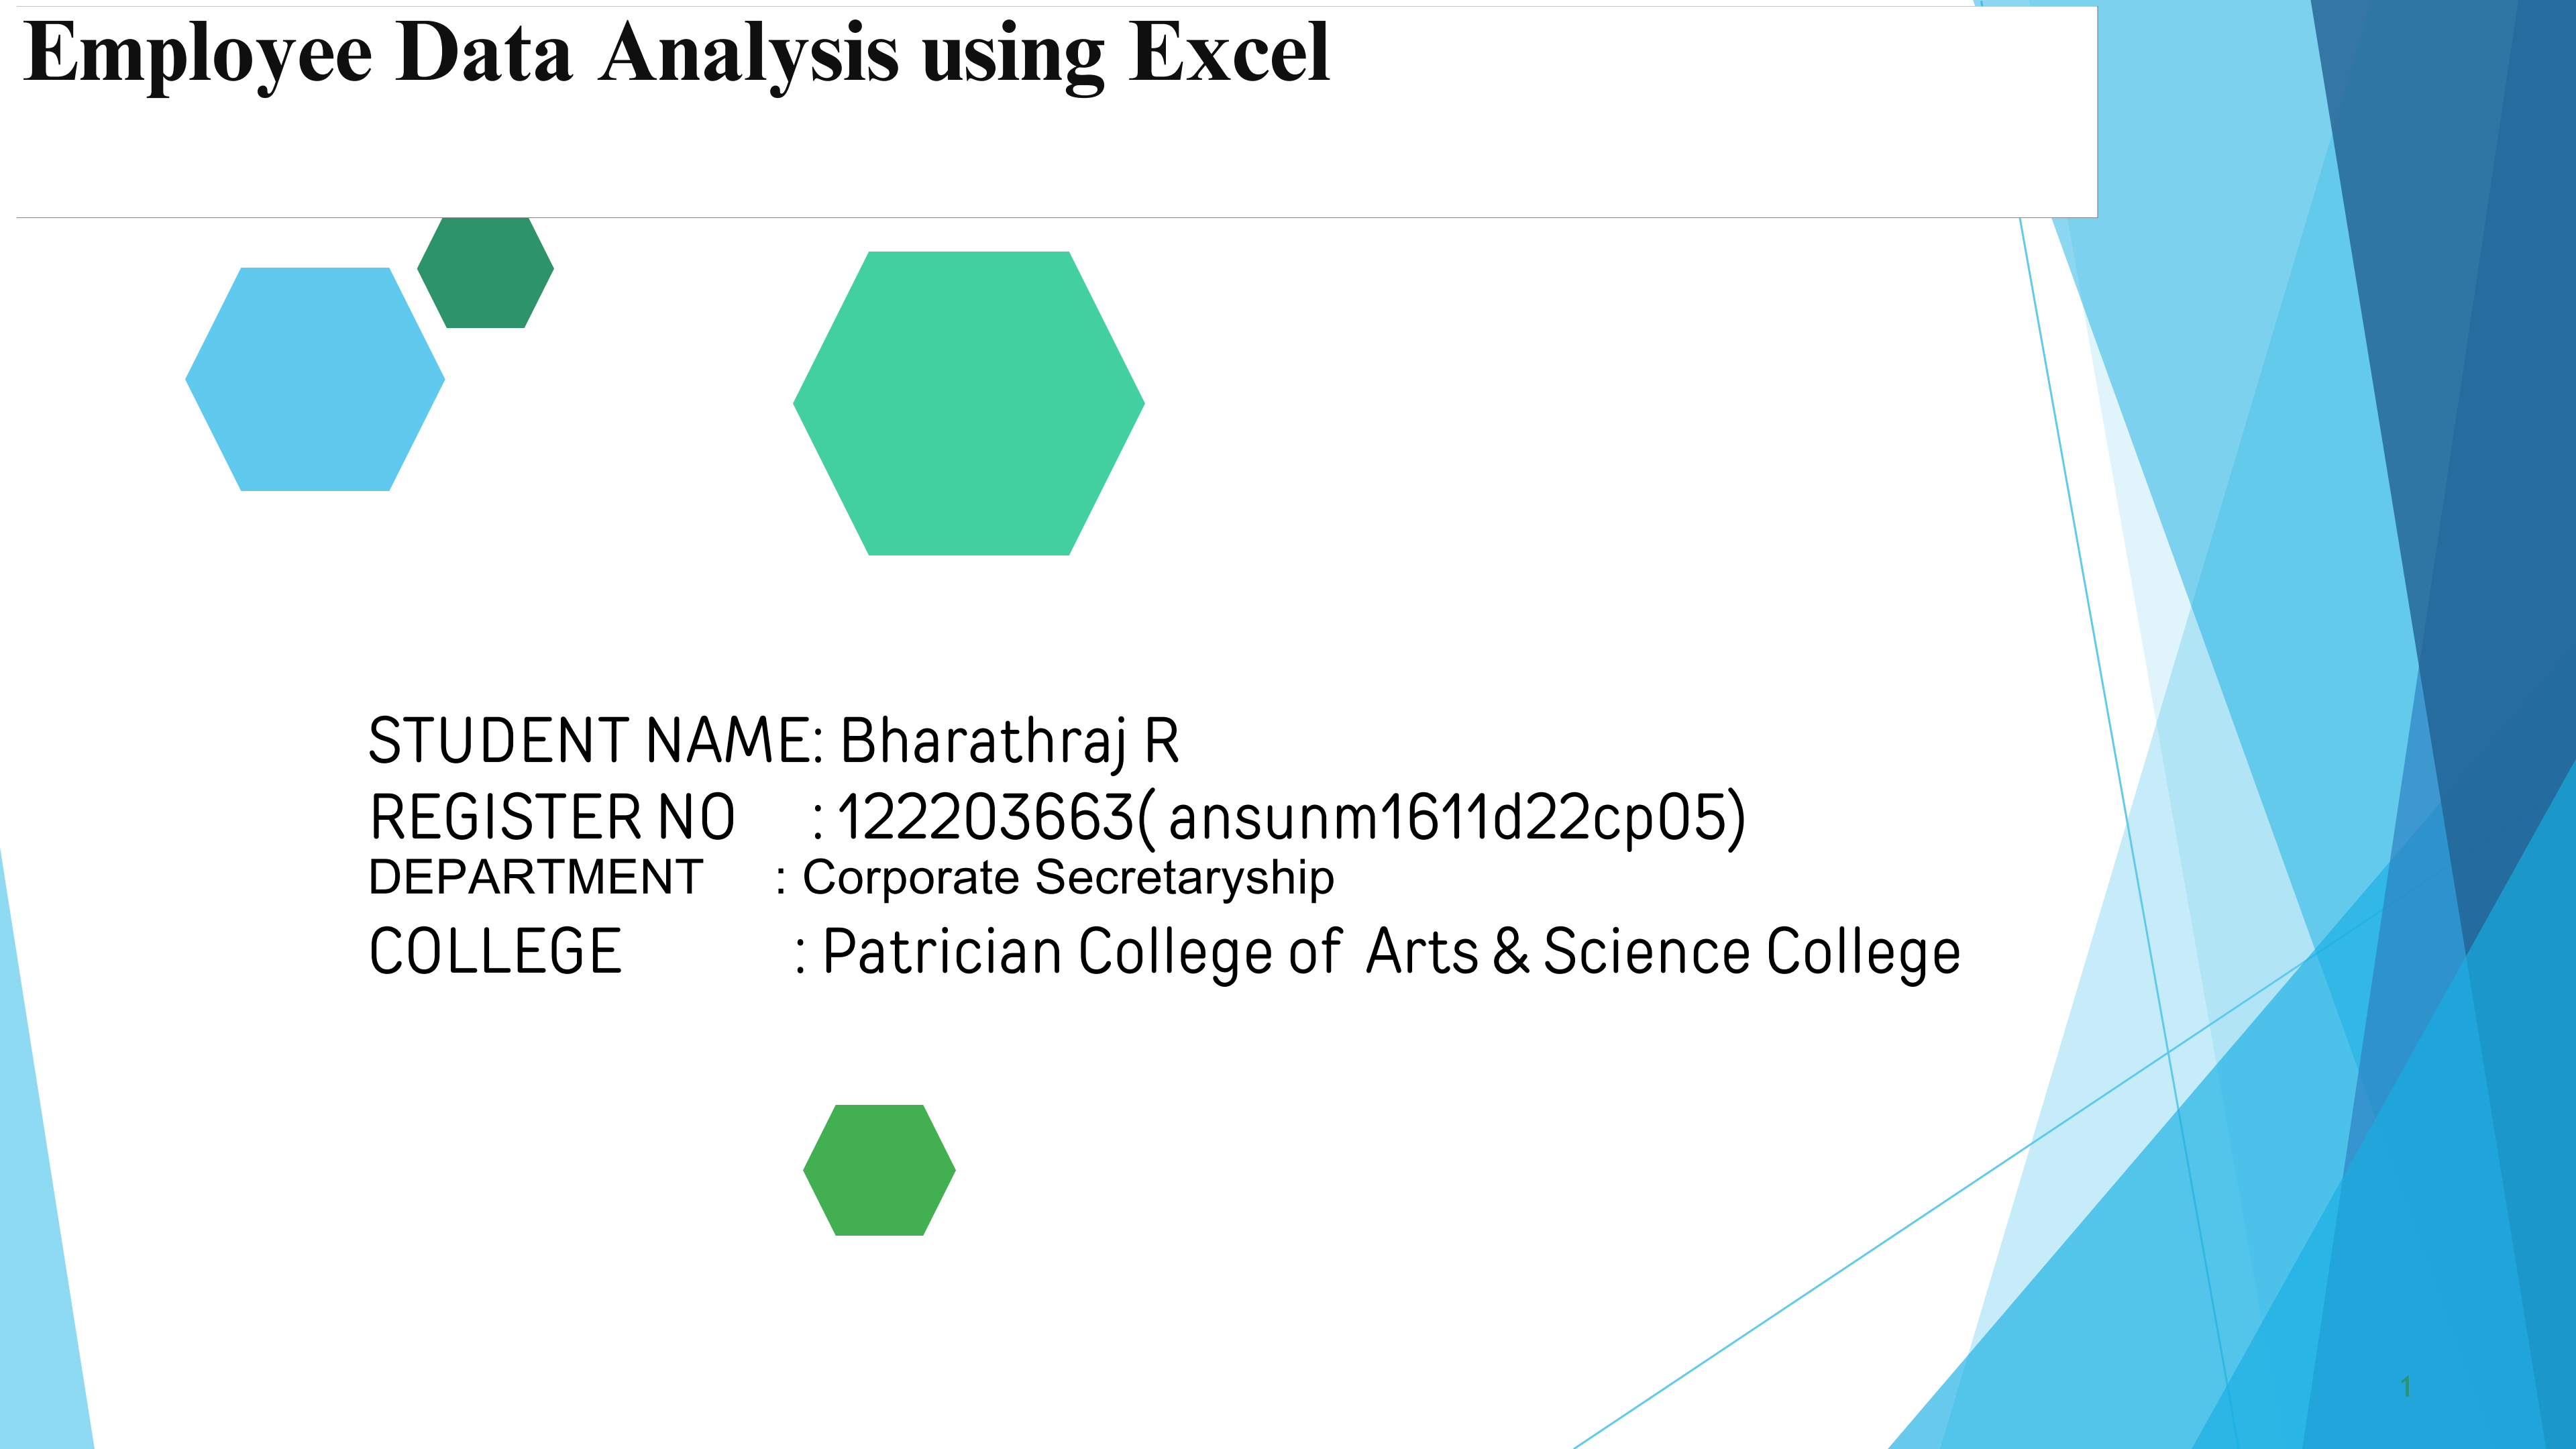 Employee Data Analysis using Excel
STUDENT NAME: Bharathraj R
REGISTER NO : 122203663( ansunm1611d22cp05)
DEPARTMENT : Corporate Secretaryship
COLLEGE : Patrician College of Arts & Science College
1